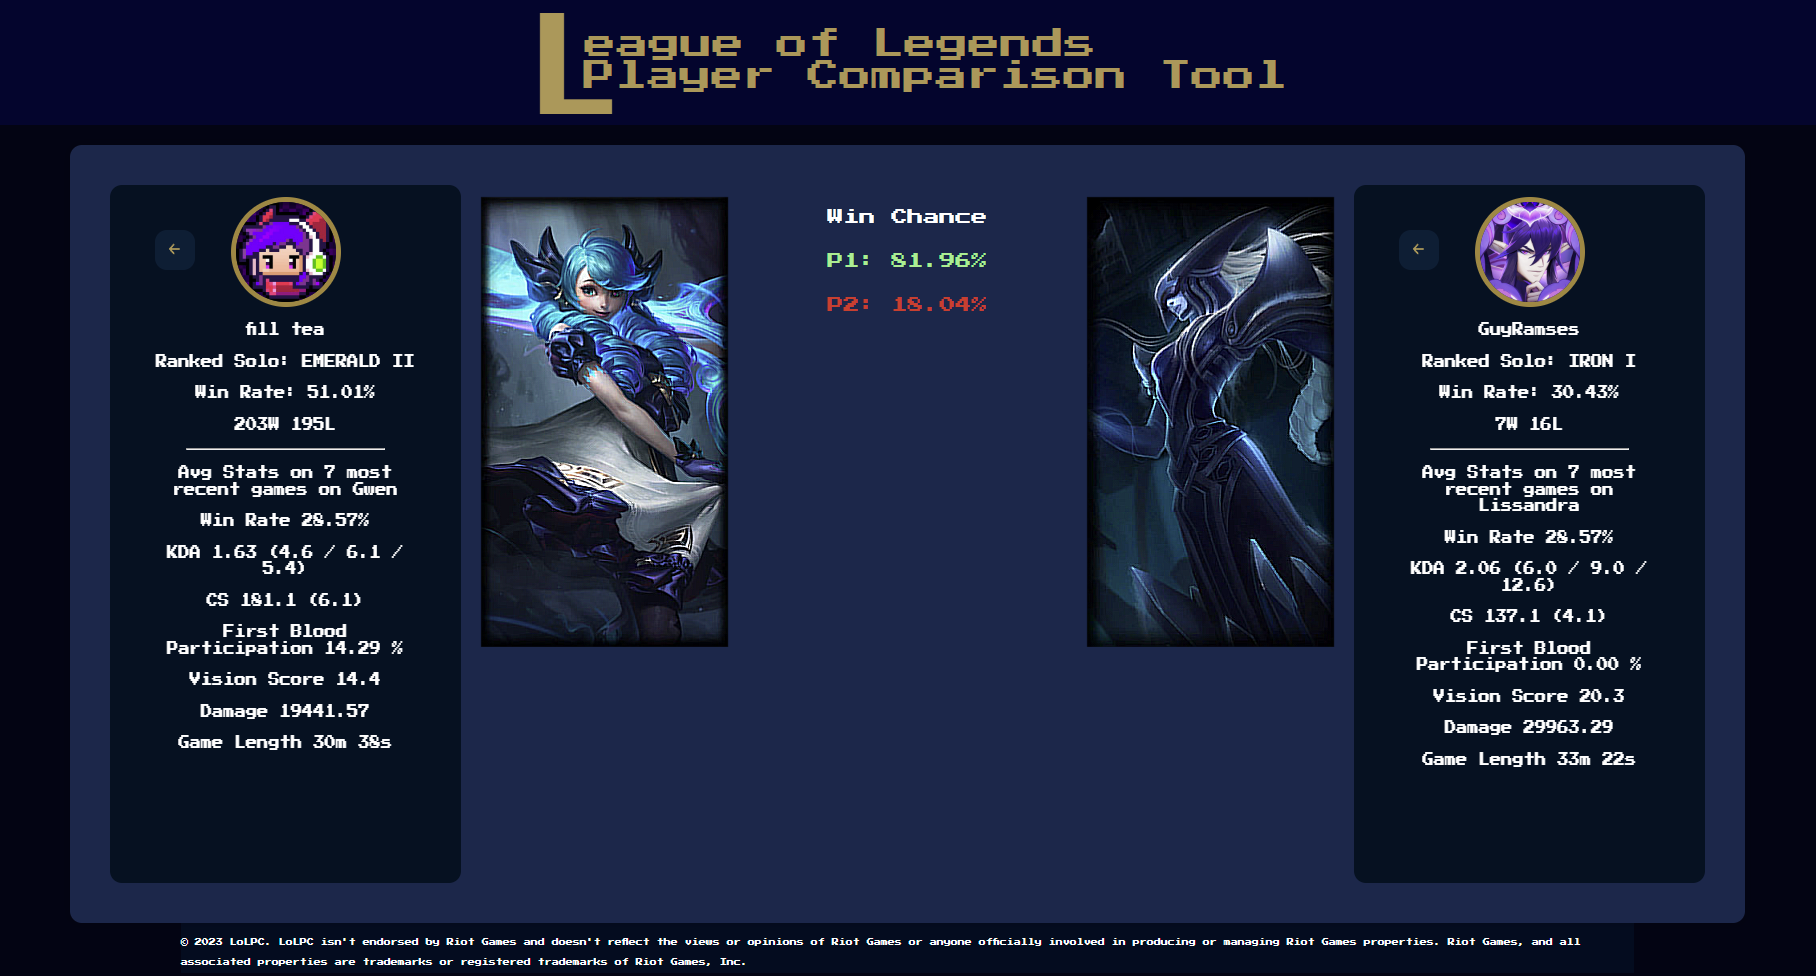 League of Legends
Player Comparison Tool
fill tea
Ranked Solo: EMERALD II
Win Rate: 51.01%
203W 195L
Avg Stats on 7 most
recent games on Gwen
Win Rate 28.57%
KDA 1.63 (4.6 / 6.1 /
5.4)
CS 181.1 (6.1)
First Blood
Participation 14.29 %
Vision Score 14.4
Damage 19441.57
Game Length 30m 38s
Win Chance
P1: 81.96%
P2: 18.04%
GuyRamses
Ranked Solo: IRON I
Win Rate: 30.43%
7W 16L
Avg Stats on 7 most
recent games on
Lissandra
Win Rate 28.57%
KDA 2.06 (6.0 / 9.0 /
12.6)
CS 137.1 (4.1)
First Blood
Participation 0.00 %
Vision Score 20.3
Damage 29963.29
Game Length 33m 22s
© 2023 LoLPC. LoLPC isn't endorsed by Riot Games and doesn't reflect the views or opinions of Riot Games or anyone officially involved in producing or managing Riot Games properties. Riot Games, and all
associated properties are trademarks or registered trademarks of Riot Games, Inc.